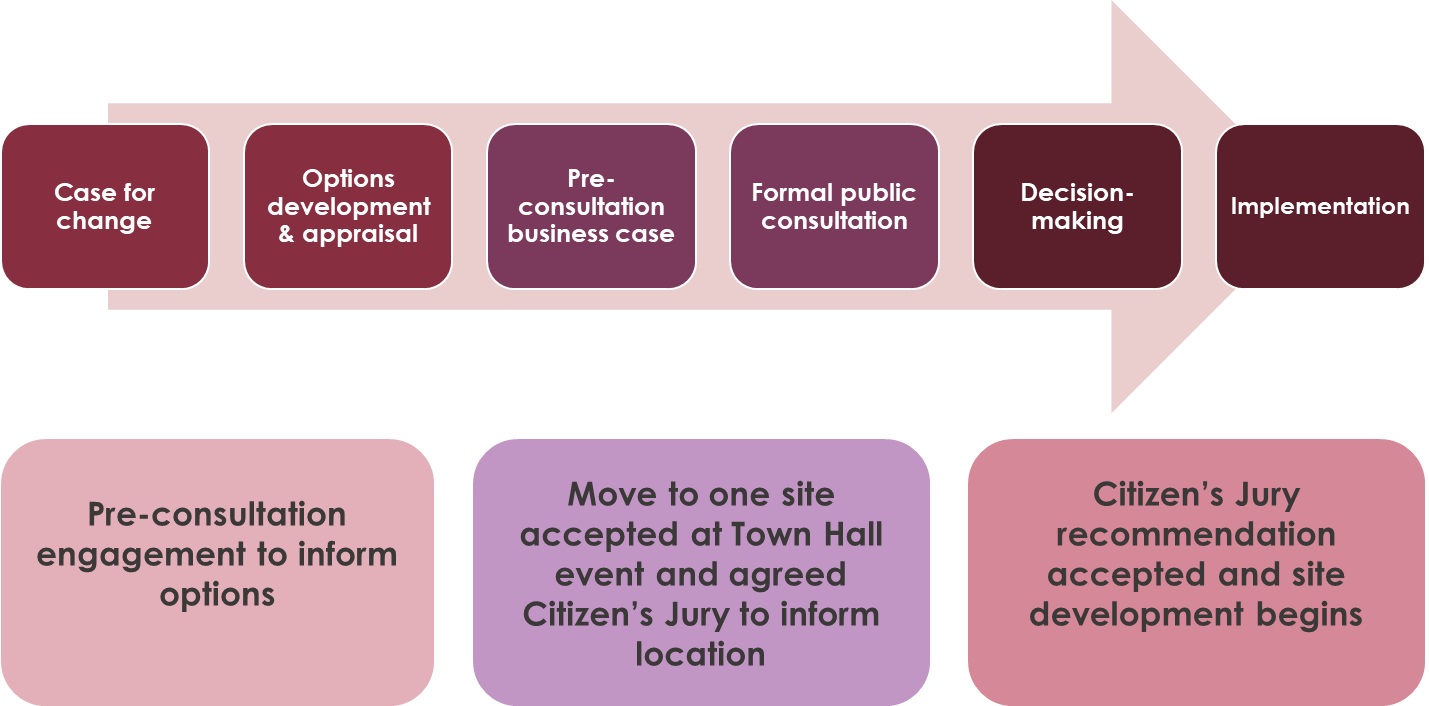 Case for
change
Options
development
& appraisal
Pre-
consultation
business case
Formal public
consultation
Decision-
making
Implementation
Pre-consultation
engagement to inform
options
Move to one site
accepted at Town Hall
event and agreed
Citizen’s Jury to inform
location
Citizen’s Jury
recommendation
accepted and site
development begins